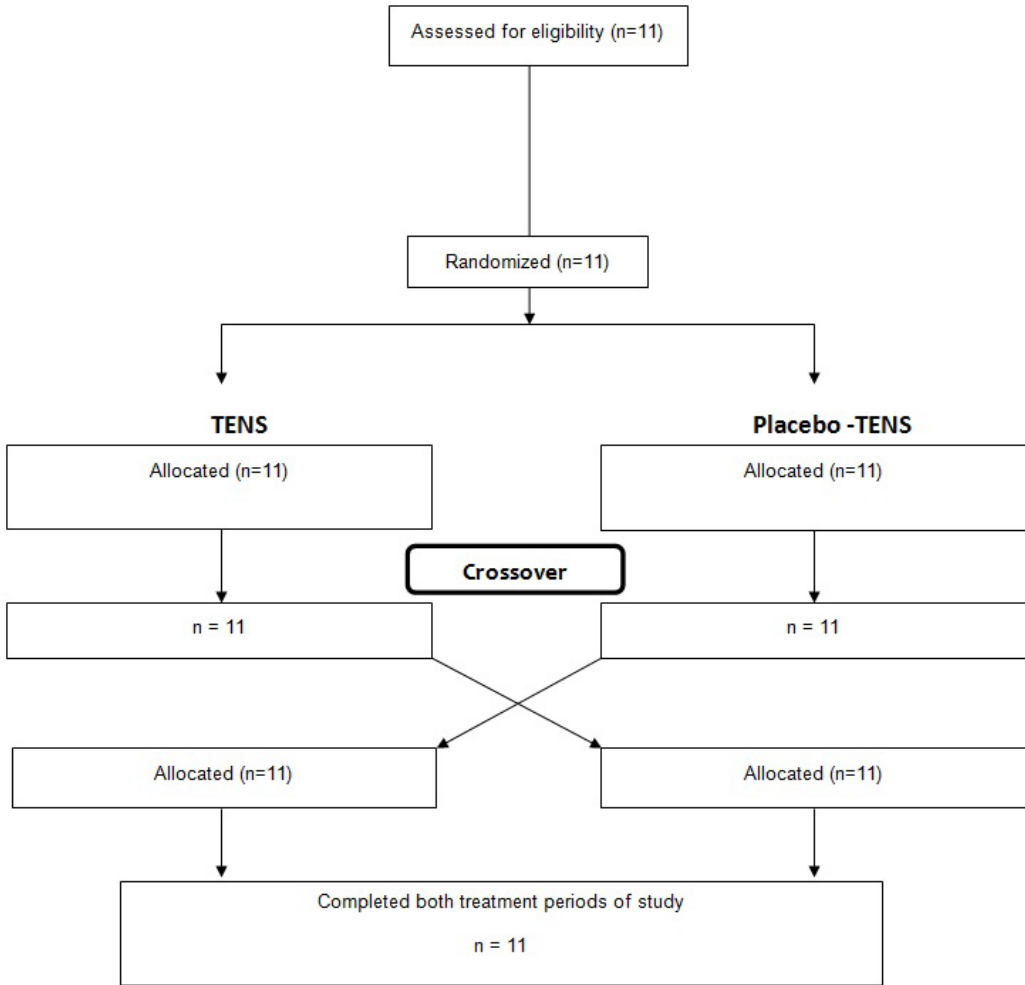 Assessed for eligibility (n=11)
Randomized (n=11)
TENS
Placebo -TENS
Allocated (n=11)
Allocated (n=11)
Crossover
n = 11
n = 11
Allocated (n=11)
Allocated (n=11)
Completed both treatment periods of study
n = 11